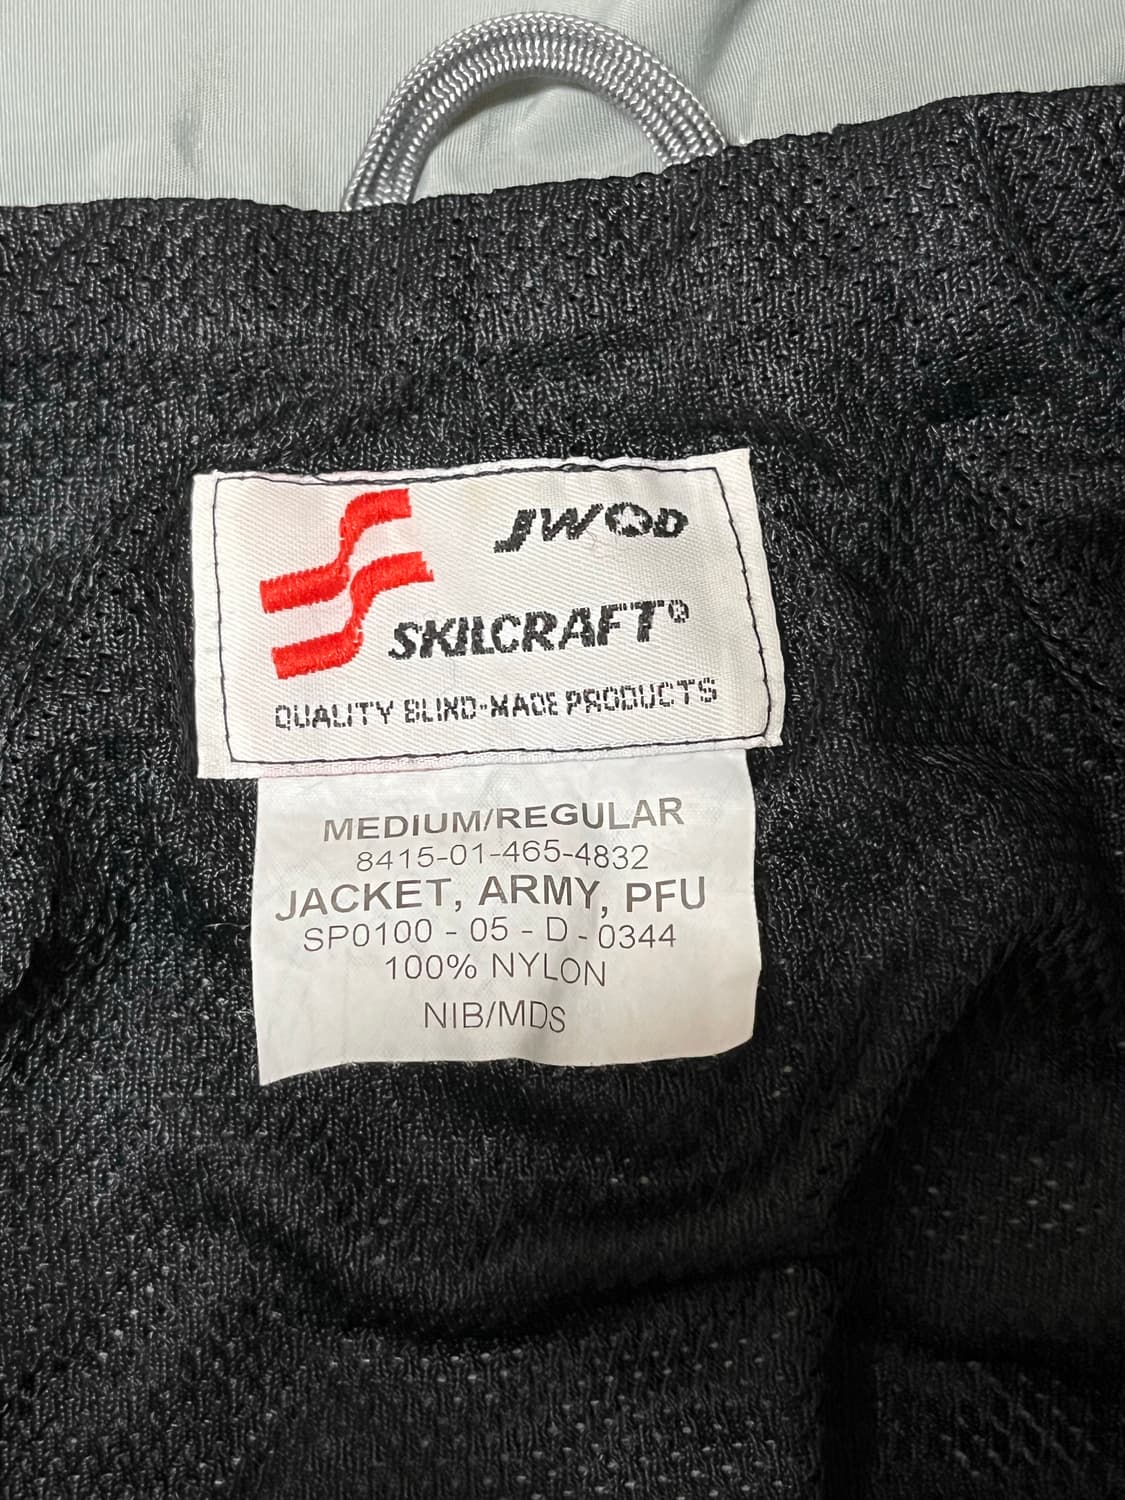 JWOD
SKILCRAFT®
QUALITY BLIND-MADE PRODUCTS
MEDIUM/REGULAR
8415-01-465-4832
JACKET, ARMY, PFU
SP0100 - 05 - D - 0344
100% NYLON
NIB/MDS